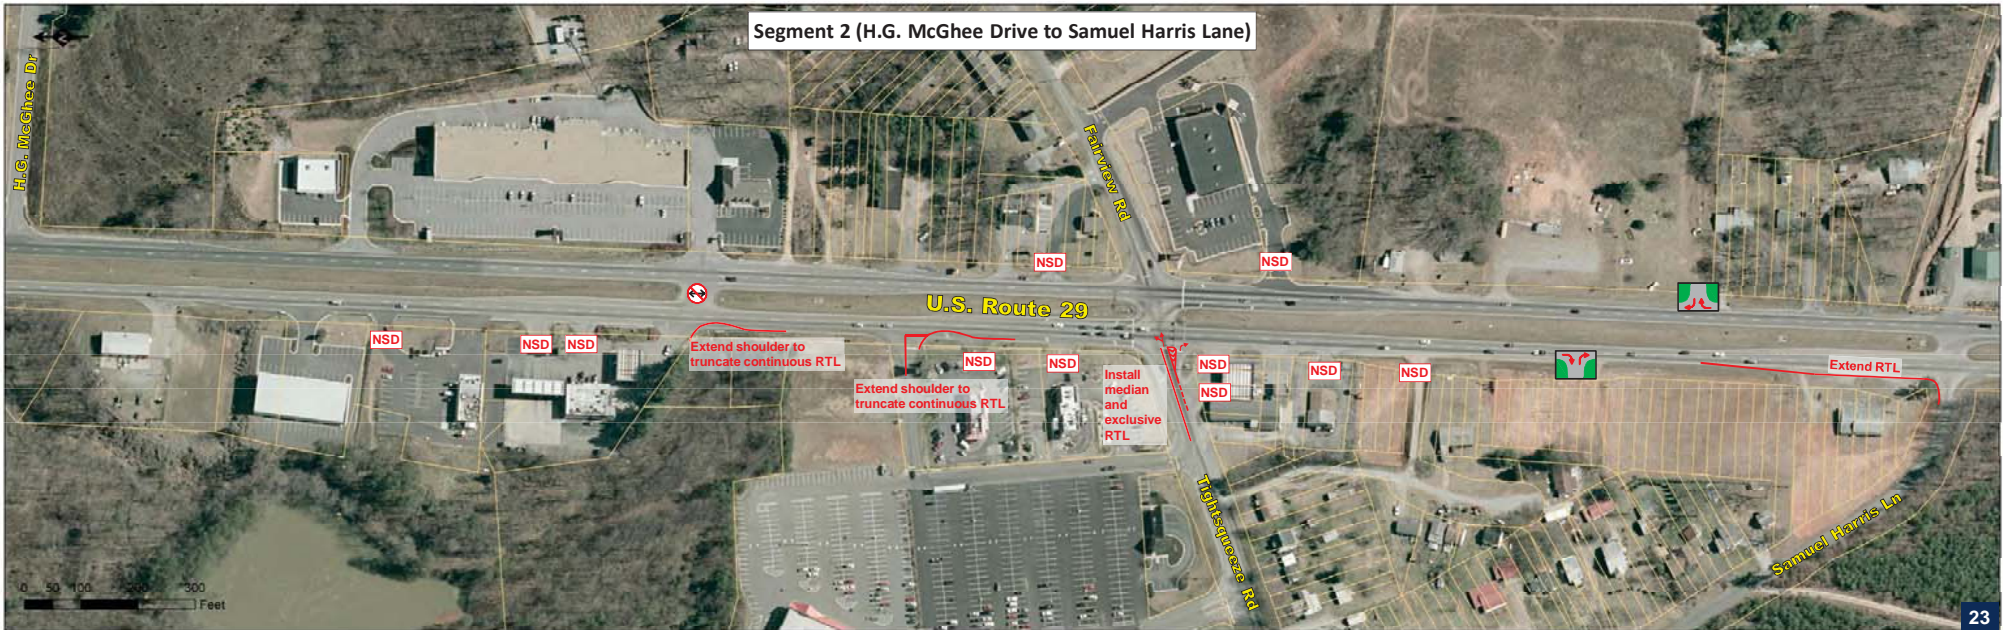 Segment 2 (H.G. McGhee Drive to Samuel Harris Lane)
N
H.G. McGhee Dr
Fairview Rd
NSD
NSD
U.S. Route 29
NSD
NSD
NSD
Extend shoulder to
truncate continuous RTL
Extend shoulder to
truncate continuous RTL
NSD
NSD
Install
median
and
exclusive
RTL
NSD
NSD
NSD
NSD
Extend RTL
Tightsqueeze Rd
Samuel Harris Ln
0 50 100 200 300
Feet
23